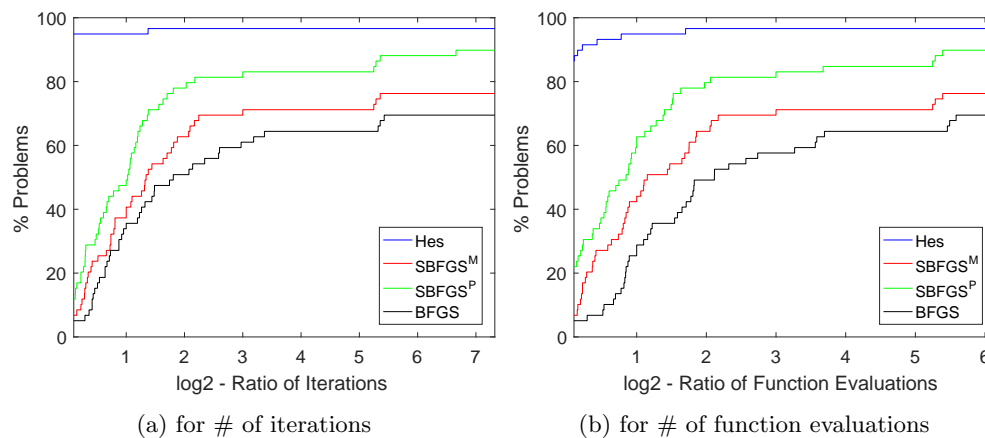 100
80
60
40
20
0
% Problems
1 2 3 4 5 6 7
log2 - Ratio of Iterations
Hes
SBFGS^M
SBFGS^P
BFGS
(a) for # of iterations
100
80
60
40
20
0
% Problems
1 2 3 4 5 6
log2 - Ratio of Function Evaluations
Hes
SBFGS^M
SBFGS^P
BFGS
(b) for # of function evaluations